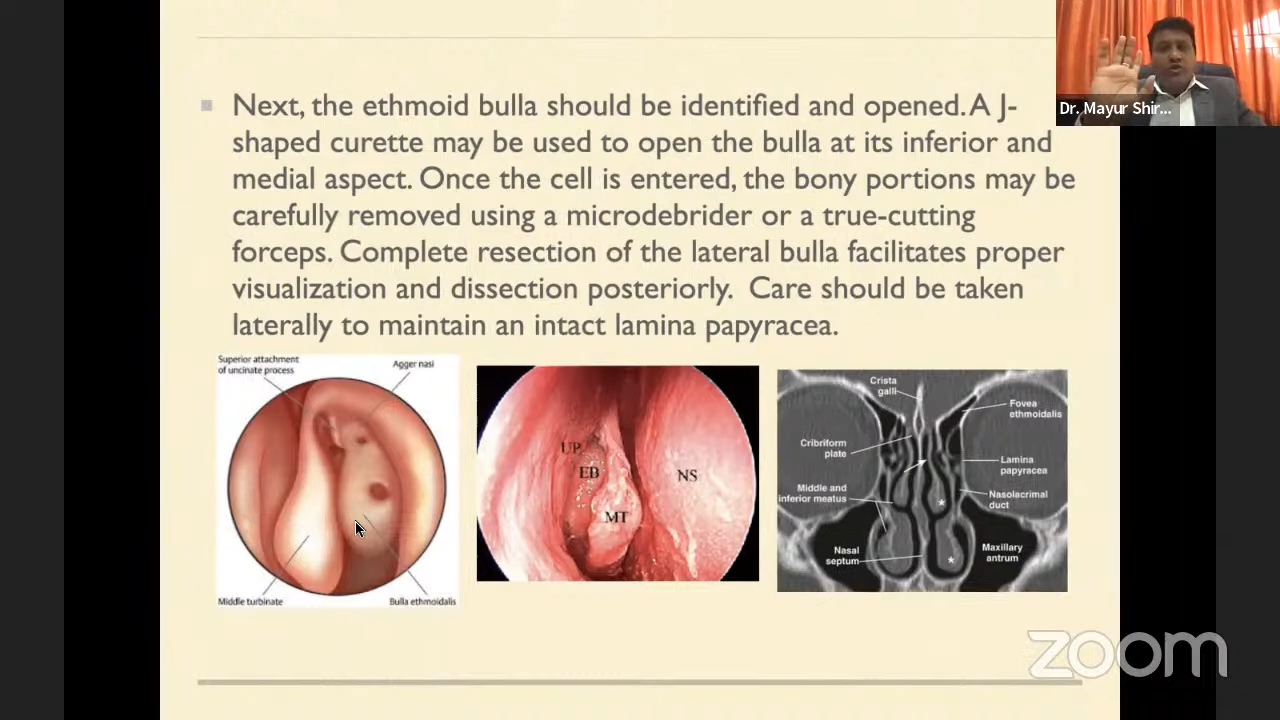 Next, the ethmoid bulla should be identified and opened. A J-
shaped curette may be used to open the bulla at its inferior and
medial aspect. Once the cell is entered, the bony portions may be
carefully removed using a microdebrider or a true-cutting
forceps. Complete resection of the lateral bulla facilitates proper
visualization and dissection posteriorly. Care should be taken
laterally to maintain an intact lamina papyracea.
Dr. Mayur Shir...
Superior attachment
of uncinate process
Agger nasi
Middle turbinate
Bulla ethmoidalis
UP
EB
MT
NS
Crista
galli
Fovea
ethmoidalis
Cribriform
plate
Lamina
papyracea
Middle and
inferior meatus
Nasolacrimal
duct
Nasal
septum
Maxillary
antrum
zoom